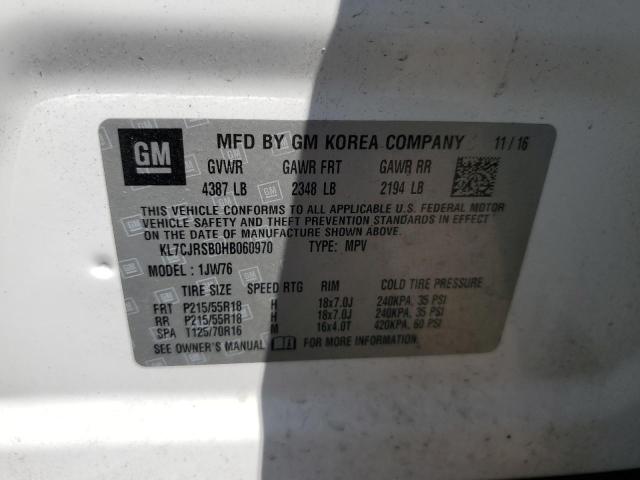 GM MFD BY GM KOREA COMPANY 11 / 16
GVWR GAWR FRT GAWR RR
4387 LB 2348 LB 2194 LB
THIS VEHICLE CONFORMS TO ALL APPLICABLE U.S. FEDERAL MOTOR
VEHICLE SAFETY AND THEFT PREVENTION STANDARDS IN EFFECT
ON THE DATE OF MANUFACTURE SHOWN ABOVE.
KL7CJRSB0HB060970 TYPE: MPV
MODEL : 1JW76
TIRE SIZE SPEED RTG RIM COLD TIRE PRESSURE
FRT P215/55R18 H 18x7.0J 240KPA, 35 PSI
RR P215/55R18 H 18x7.0J 240KPA, 35 PSI
SPA T125/70R16 M 16x4.0T 420KPA, 60 PSI
SEE OWNER'S MANUAL FOR MORE INFORMATION.